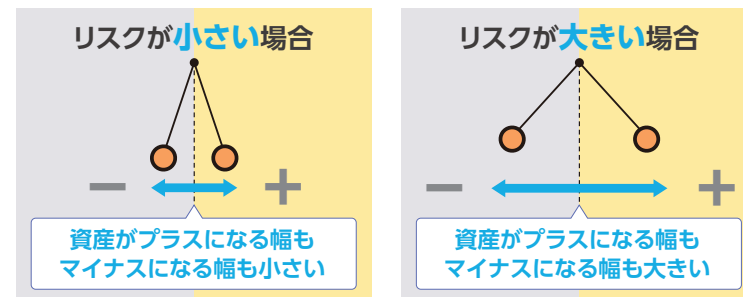 リスクが小さい場合
− +
資産がプラスになる幅も
マイナスになる幅も小さい
リスクが大きい場合
− +
資産がプラスになる幅も
マイナスになる幅も大きい